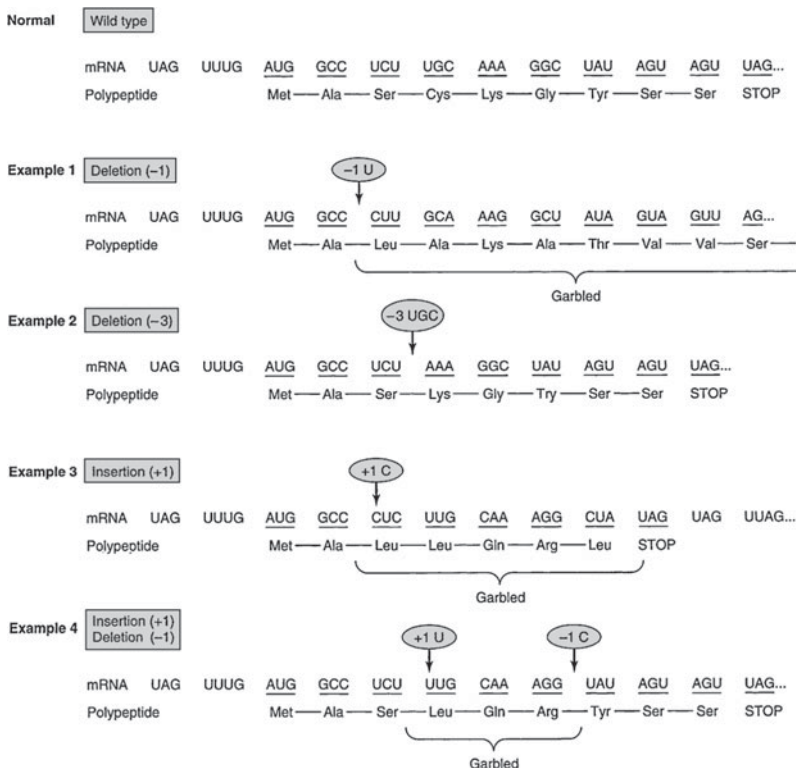 Normal Wild type
mRNA UAG UUUG AUG GCC UCU UGC AAA GGC UAU AGU AGU UAG...
Polypeptide Met — Ala — Ser — Cys — Lys — Gly — Tyr — Ser — Ser STOP
Example 1 Deletion (−1)
−1 U
mRNA UAG UUUG AUG GCC CUU GCA AAG GCU AUA GUA GUU AG...
Polypeptide Met — Ala — Leu — Ala — Lys — Ala — Thr — Val — Val — Ser —
Garbled
Example 2 Deletion (−3)
−3 UGC
mRNA UAG UUUG AUG GCC UCU AAA GGC UAU AGU AGU UAG...
Polypeptide Met — Ala — Ser — Lys — Gly — Try — Ser — Ser STOP
Example 3 Insertion (+1)
+1 C
mRNA UAG UUUG AUG GCC CUC UUG CAA AGG CUA UAG UAG UUAG...
Polypeptide Met — Ala — Leu — Leu — Gln — Arg — Leu STOP
Garbled
Example 4 Insertion (+1)
Deletion (−1)
+1 U −1 C
mRNA UAG UUUG AUG GCC UCU UUG CAA AGG UAU AGU AGU UAG...
Polypeptide Met — Ala — Ser — Leu — Gln — Arg — Tyr — Ser — Ser STOP
Garbled